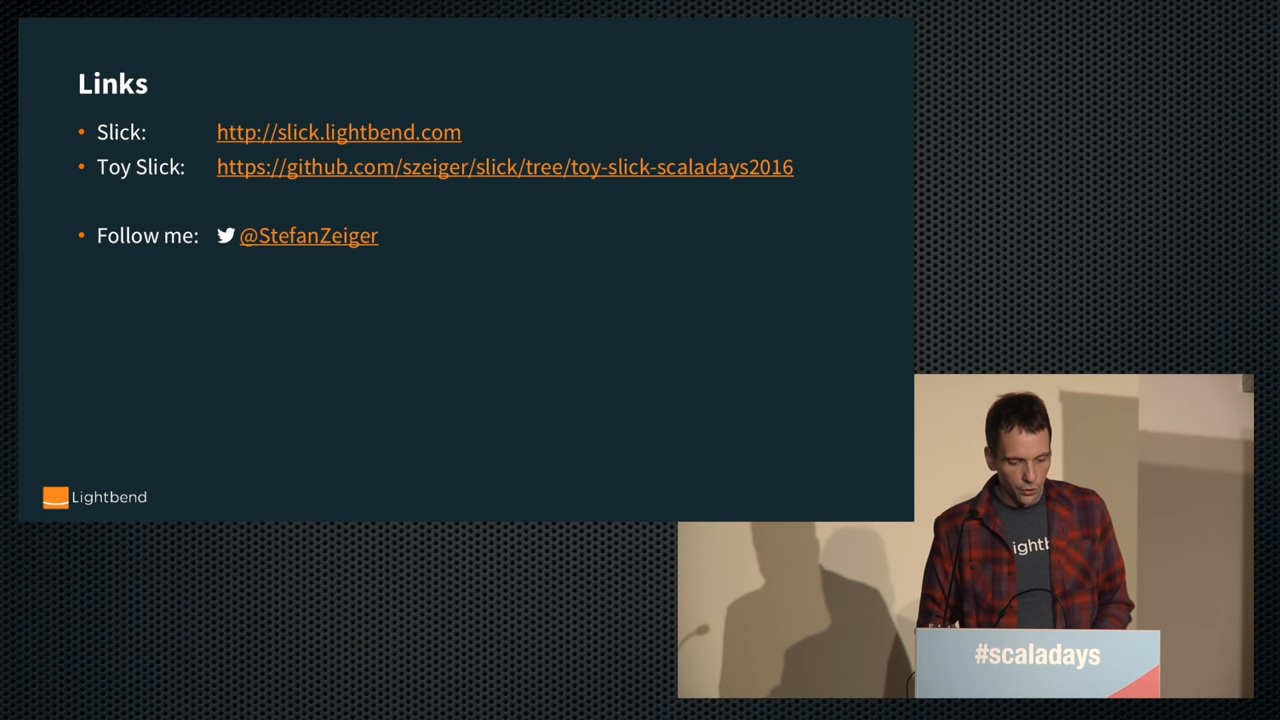 Links
• Slick: http://slick.lightbend.com
• Toy Slick: https://github.com/szeiger/slick/tree/toy-slick-scaladays2016
• Follow me: @StefanZeiger
Lightbend
ightb
#scaladays